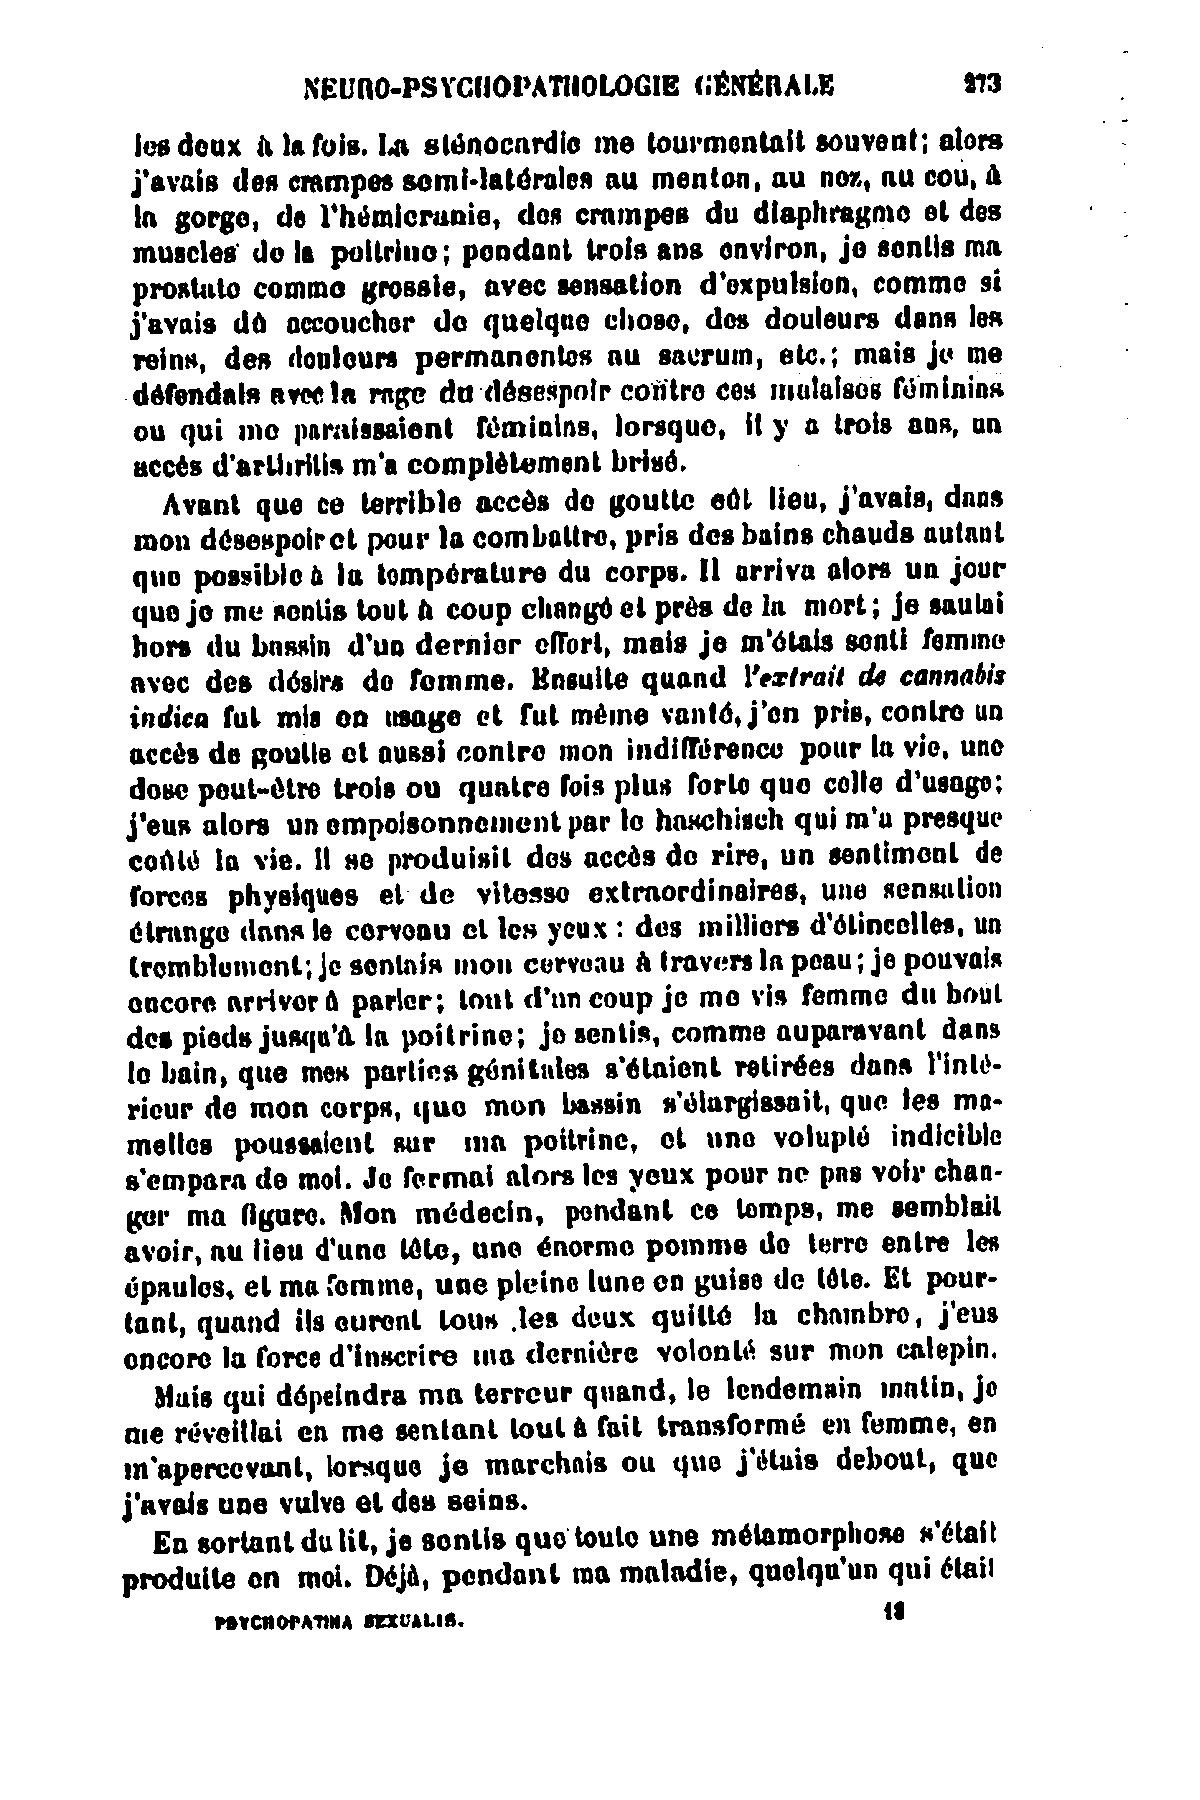 NEURO-PSYCHOPATHOLOGIE GÉNÉRALE 273
les deux à la fois. La sténocardie me tourmentait souvent; alors
j'avais des crampes semi-latérales au menton, au nez, au cou, à
la gorge, de l'hémicranie, des crampes du diaphragme et des
muscles de la poitrine; pendant trois ans environ, je sentis ma
prostate comme grossie, avec sensation d'expulsion, comme si
j'avais dû accoucher de quelque chose, des douleurs dans les
reins, des douleurs permanentes au sacrum, etc.; mais je me
défendais avec la rage du désespoir contre ces malaises féminins
ou qui me paraissaient féminins, lorsque, il y a trois ans, un
accès d'arthritis m'a complètement brisé.
Avant que ce terrible accès de goutte eût lieu, j'avais, dans
mon désespoir et pour la combattre, pris des bains chauds autant
que possible à la température du corps. Il arriva alors un jour
que je me sentis tout à coup changé et près de la mort; je sautai
hors du bassin d'un dernier effort, mais je m'étais senti femme
avec des désirs de femme. Ensuite quand l'extrait de cannabis
indica fut mis en usage et fut même vanté, j'en pris, contre un
accès de goutte et aussi contre mon indifférence pour la vie, une
dose peut-être trois ou quatre fois plus forte que celle d'usage;
j'eus alors un empoisonnement par le haschisch qui m'a presque
coûté la vie. Il se produisit des accès de rire, un sentiment de
forces physiques et de vitesse extraordinaires, une sensation
étrange dans le cerveau et les yeux : des milliers d'étincelles, un
tremblement; je sentais mon cerveau à travers la peau; je pouvais
encore arriver à parler; tout d'un coup je me vis femme du bout
des pieds jusqu'à la poitrine; je sentis, comme auparavant dans
le bain, que mes parties génitales s'étaient retirées dans l'inté-
rieur de mon corps, que mon bassin s'élargissait, que les ma-
melles poussaient sur ma poitrine, et une volupté indicible
s'empara de moi. Je fermai alors les yeux pour ne pas voir chan-
ger ma figure. Mon médecin, pendant ce temps, me semblait
avoir, au lieu d'une tête, une énorme pomme de terre entre les
épaules, et ma femme, une pleine lune en guise de tête. Et pour-
tant, quand ils eurent tous les deux quitté la chambre, j'eus
encore la force d'inscrire ma dernière volonté sur mon calepin.
Mais qui dépeindra ma terreur quand, le lendemain matin, je
me réveillai en me sentant tout à fait transformé en femme, en
m'apercevant, lorsque je marchais ou que j'étais debout, que
j'avais une vulve et des seins.
En sortant du lit, je sentis que toute une métamorphose s'était
produite en moi. Déjà, pendant ma maladie, quelqu'un qui était
PSYCHOPATHIA SEXUALIS. 18